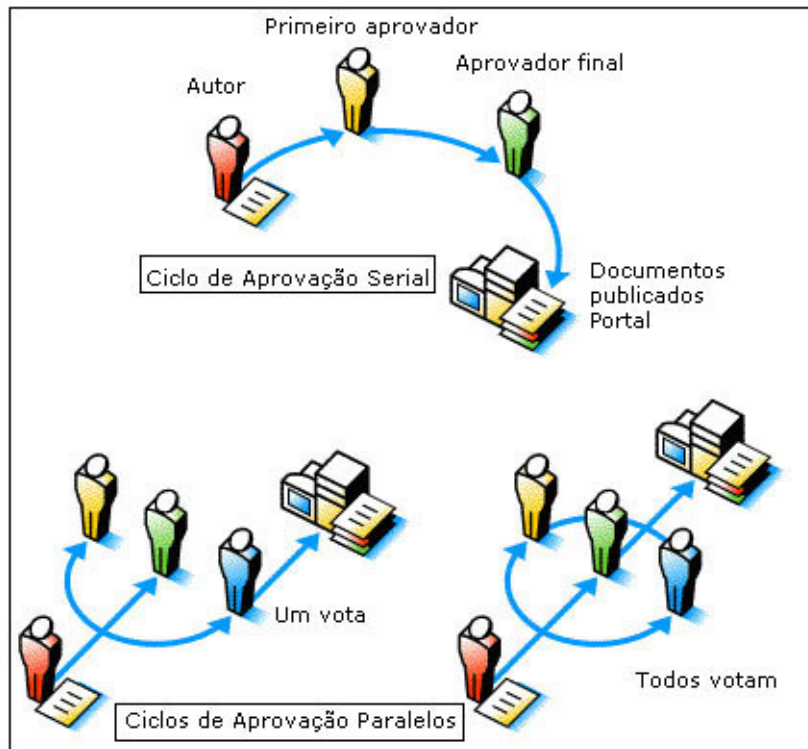 Primeiro aprovador
Aprovador final
Autor
Ciclo de Aprovação Serial
Documentos
publicados
Portal
Um vota
Todos votam
Ciclos de Aprovação Paralelos